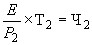 E/P₂ × T₂ = Ч₂